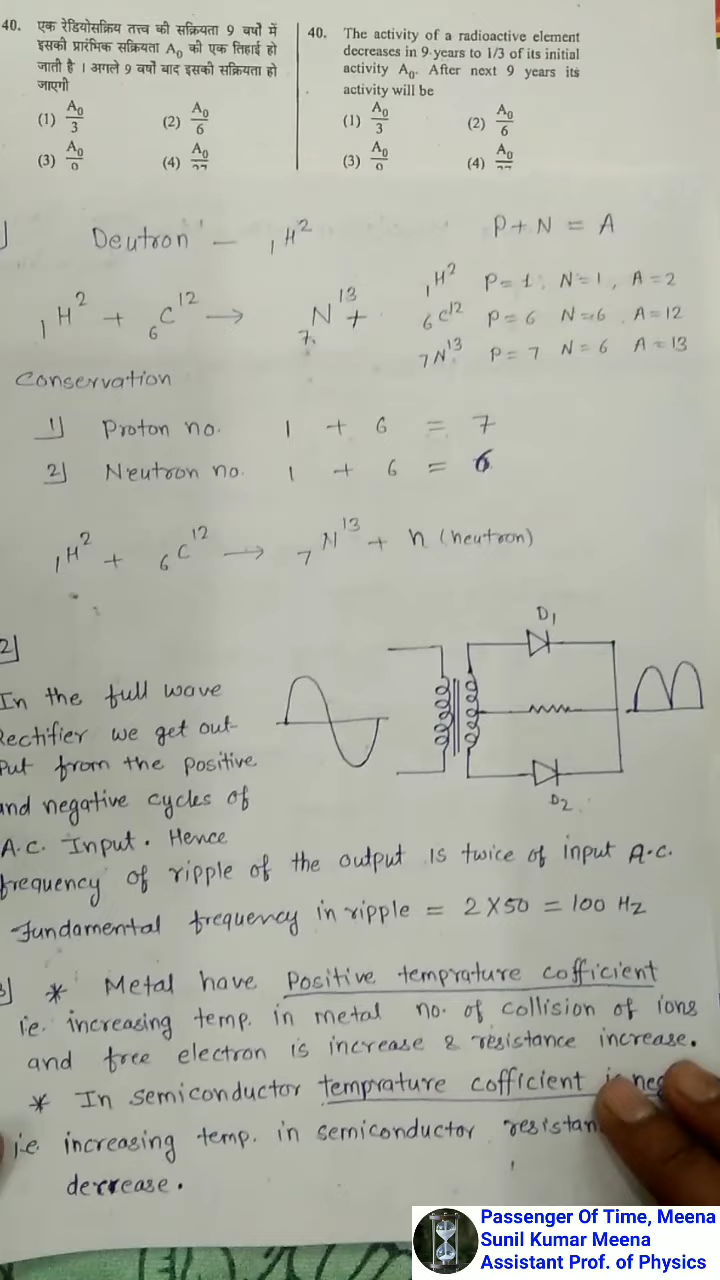 40. एक रेडियोसक्रिय तत्त्व की सक्रियता 9 वर्षों में
इसकी प्रारंभिक सक्रियता A₀ की एक तिहाई हो
जाती है । अगले 9 वर्षों बाद इसकी सक्रियता हो
जाएगी
(1) A₀/3 (2) A₀/6
(3) A₀/9 (4) A₀/27
40. The activity of a radioactive element
decreases in 9 years to 1/3 of its initial
activity A₀. After next 9 years its
activity will be
(1) A₀/3 (2) A₀/6
(3) A₀/9 (4) A₀/27
Deutron - ₁H² P + N = A
₁H² + ₆C¹² → ₇N¹³ +
₁H² P = 1, N = 1, A = 2
₆C¹² P = 6 N = 6, A = 12
₇N¹³ P = 7 N = 6 A = 13
Conservation
1] Proton no. 1 + 6 = 7
2] Neutron no. 1 + 6 = 6
₁H² + ₆C¹² → ₇N¹³ + n (neutron)
2]
D₁
D₂
In the full wave
Rectifier we get out-
Put from the positive
and negative cycles of
A.C. Input. Hence
frequency of ripple of the output is twice of input A.C.
Fundamental frequency in ripple = 2 X 50 = 100 Hz
3] * Metal have Positive temprature cofficient
i.e. increasing temp. in metal no. of collision of ions
and free electron is increase & resistance increase.
* In semiconductor temprature cofficient is neg
i.e. increasing temp. in semiconductor resistan
decrease.
Passenger Of Time, Meena
Sunil Kumar Meena
Assistant Prof. of Physics